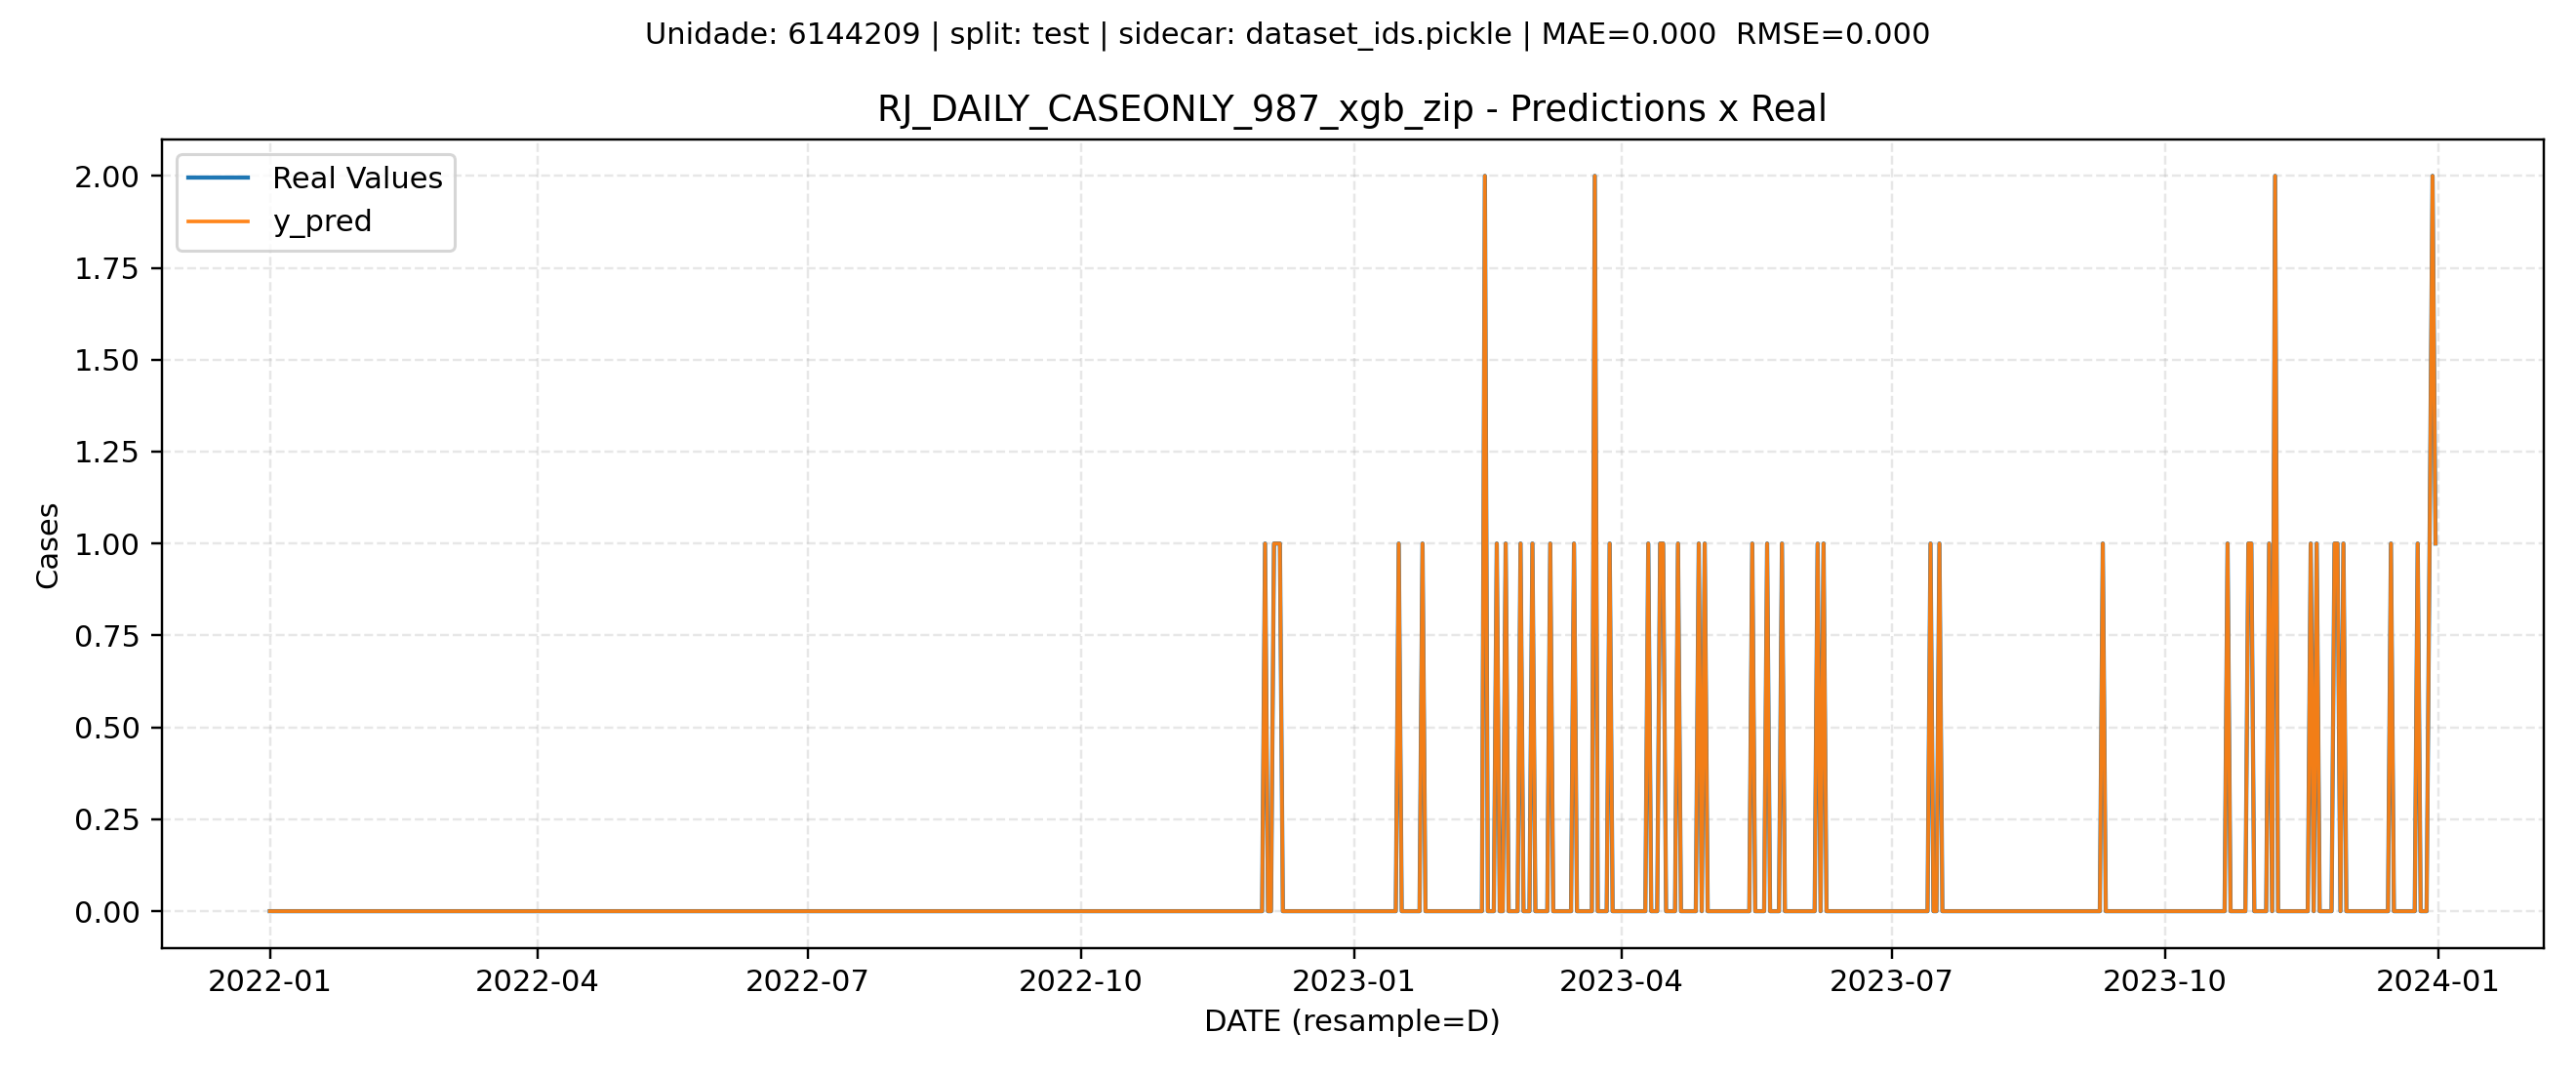 Unidade: 6144209 | split: test | sidecar: dataset_ids.pickle | MAE=0.000  RMSE=0.000
RJ_DAILY_CASEONLY_987_xgb_zip - Predictions x Real
Real Values
y_pred
2.00
1.75
1.50
1.25
1.00
0.75
0.50
0.25
0.00
Cases
2022-01 2022-04 2022-07 2022-10 2023-01 2023-04 2023-07 2023-10 2024-01
DATE (resample=D)